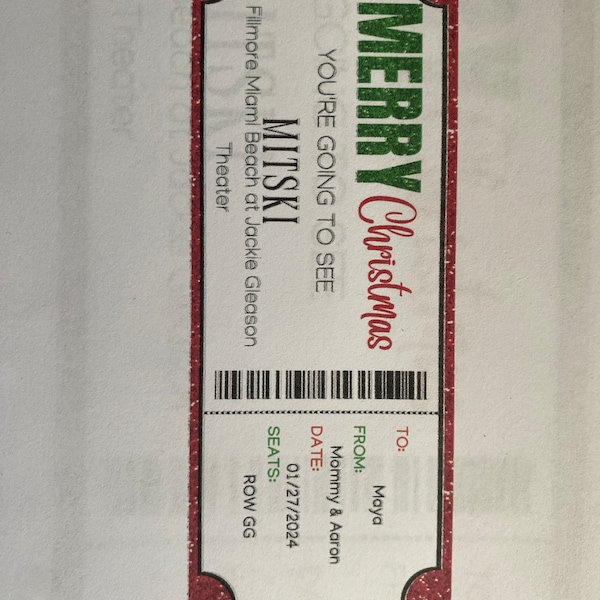 MERRY Christmas
YOU'RE GOING TO SEE
MITSKI
Fillmore Miami Beach at Jackie Gleason
Theater
TO:
Maya
FROM:
Mommy & Aaron
DATE:
01/27/2024
SEATS:
ROW GG